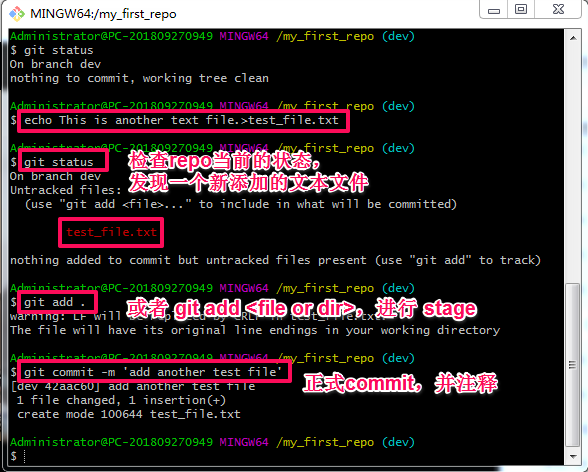 MINGW64:/my_first_repo
Administrator@PC-201809270949 MINGW64 /my_first_repo (dev)
$ git status
On branch dev
nothing to commit, working tree clean
Administrator@PC-201809270949 MINGW64 /my_first_repo (dev)
$ echo This is another text file.>test_file.txt
Administrator@PC-201809270949 MINGW64 /my_first_repo (dev)
$ git status
检查repo当前的状态，
On branch dev
发现一个新添加的文本文件
Untracked files:
(use "git add <file>..." to include in what will be committed)
test_file.txt
nothing added to commit but untracked files present (use "git add" to track)
Administrator@PC-201809270949 MINGW64 /my_first_repo (dev)
$ git add .
或者 git add <file or dir>，进行 stage
warning: LF will
The file will have its original line endings in your working directory
Administrator@PC-201809270949 MINGW64 /my_first_repo (dev)
$ git commit -m 'add another test file'
正式commit，并注释
[dev 42aac60] add another test file
1 file changed, 1 insertion(+)
create mode 100644 test_file.txt
Administrator@PC-201809270949 MINGW64 /my_first_repo (dev)
$